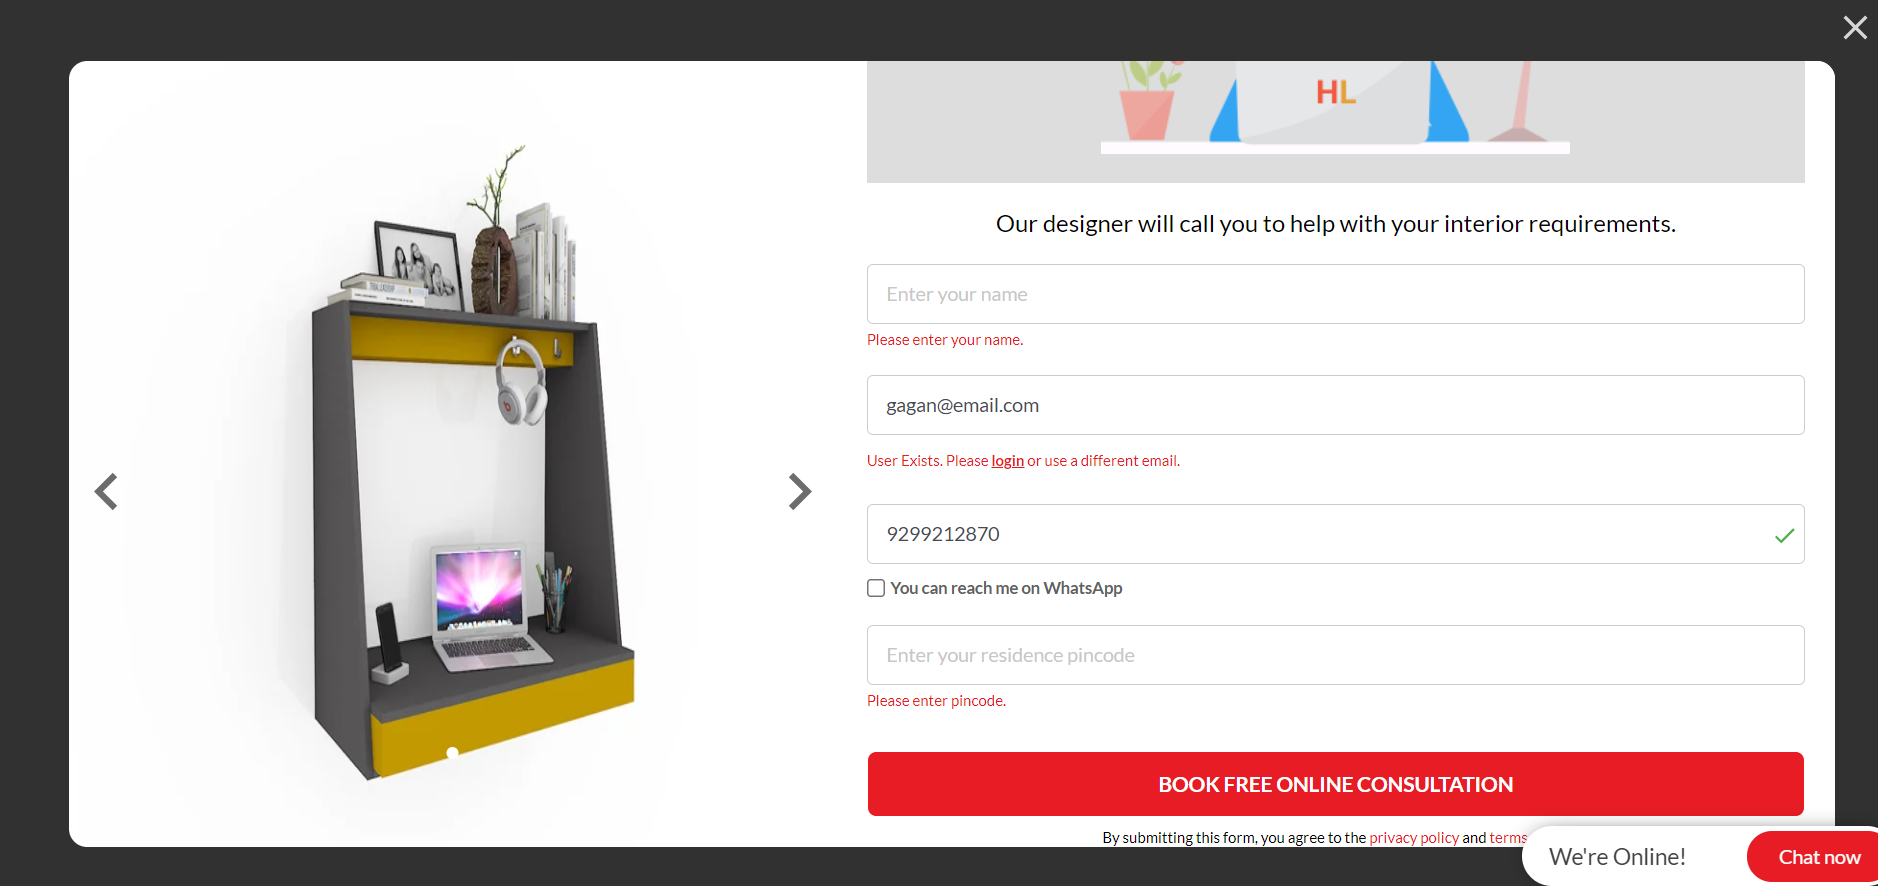 HL
Our designer will call you to help with your interior requirements.
Enter your name
Please enter your name.
gagan@email.com
User Exists. Please login or use a different email.
9299212870
You can reach me on WhatsApp
Enter your residence pincode
Please enter pincode.
BOOK FREE ONLINE CONSULTATION
By submitting this form, you agree to the privacy policy and terms
We're Online!
Chat now